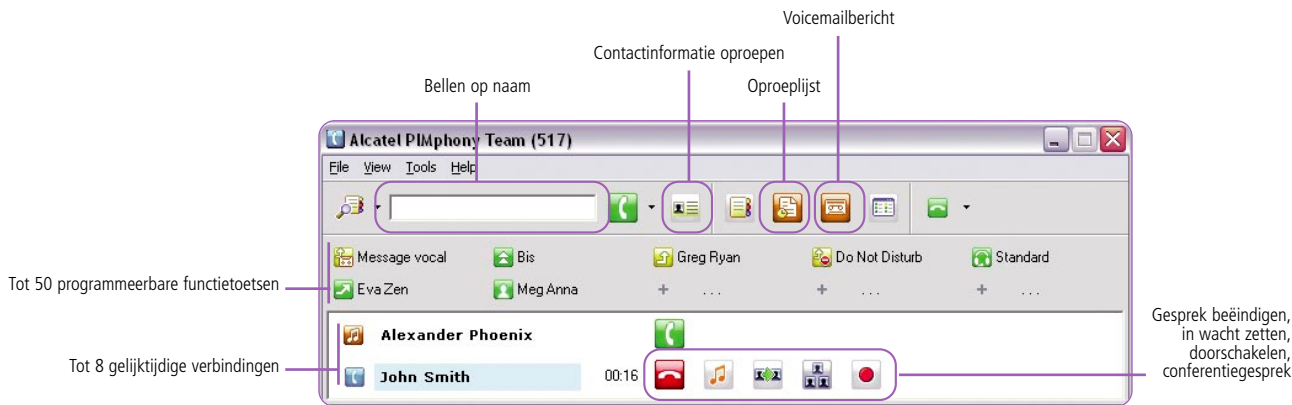 Voicemailbericht
Contactinformatie oproepen
Bellen op naam
Oproeplijst
Alcatel PIMphony Team (517)
File View Tools Help
Message vocal
Bis
Greg Ryan
Do Not Disturb
Standard
Tot 50 programmeerbare functietoetsen
Eva Zen
Meg Anna
+ ...
+ ...
+ ...
Alexander Phoenix
Tot 8 gelijktijdige verbindingen
John Smith
00:16
Gesprek beëindigen,
in wacht zetten,
doorschakelen,
conferentiegesprek